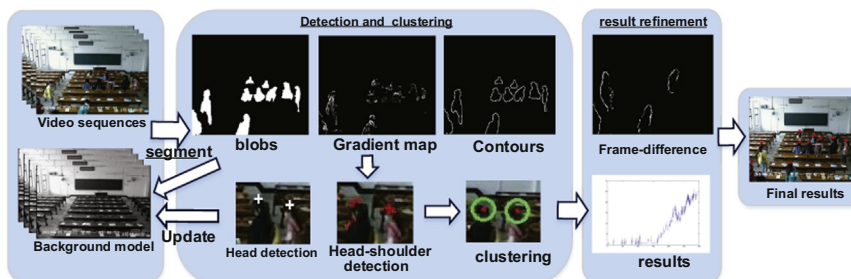 Detection and clustering
result refinement
Video sequences
segment
blobs
Gradient map
Contours
Frame-difference
Final results
Background model
Update
Head detection
Head-shoulder
detection
clustering
results